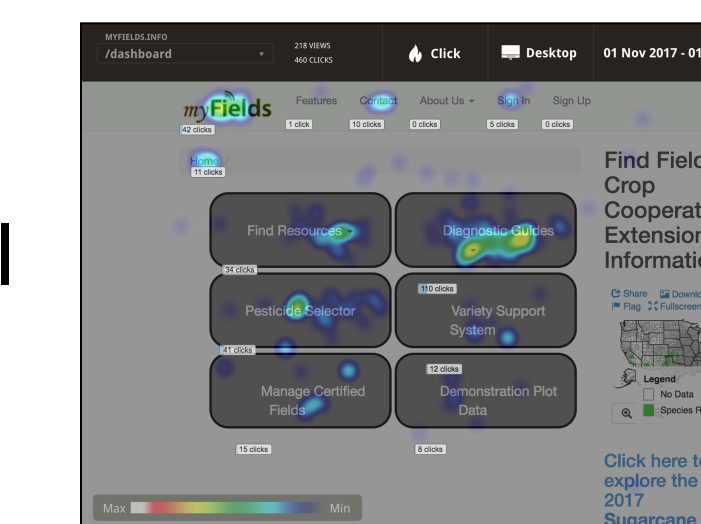 MYFIELDS.INFO
/dashboard
218 VIEWS
460 CLICKS
Click
Desktop
01 Nov 2017 - 01
myFields
Features
Contact
About Us
Sign In
Sign Up
42 clicks
1 click
10 clicks
0 clicks
5 clicks
0 clicks
Home /
11 clicks
Find Resources
Diagnostic Guides
34 clicks
110 clicks
Pesticide Selector
Variety Support
System
41 clicks
12 clicks
Manage Certified
Fields
Demonstration Plot
Data
15 clicks
8 clicks
Max
Min
Find Field
Crop
Cooperat
Extension
Informatio
Share
Downlo
Flag
Fullscreen
Legend
No Data
Species R
Click here to
explore the
2017
Sugarcane